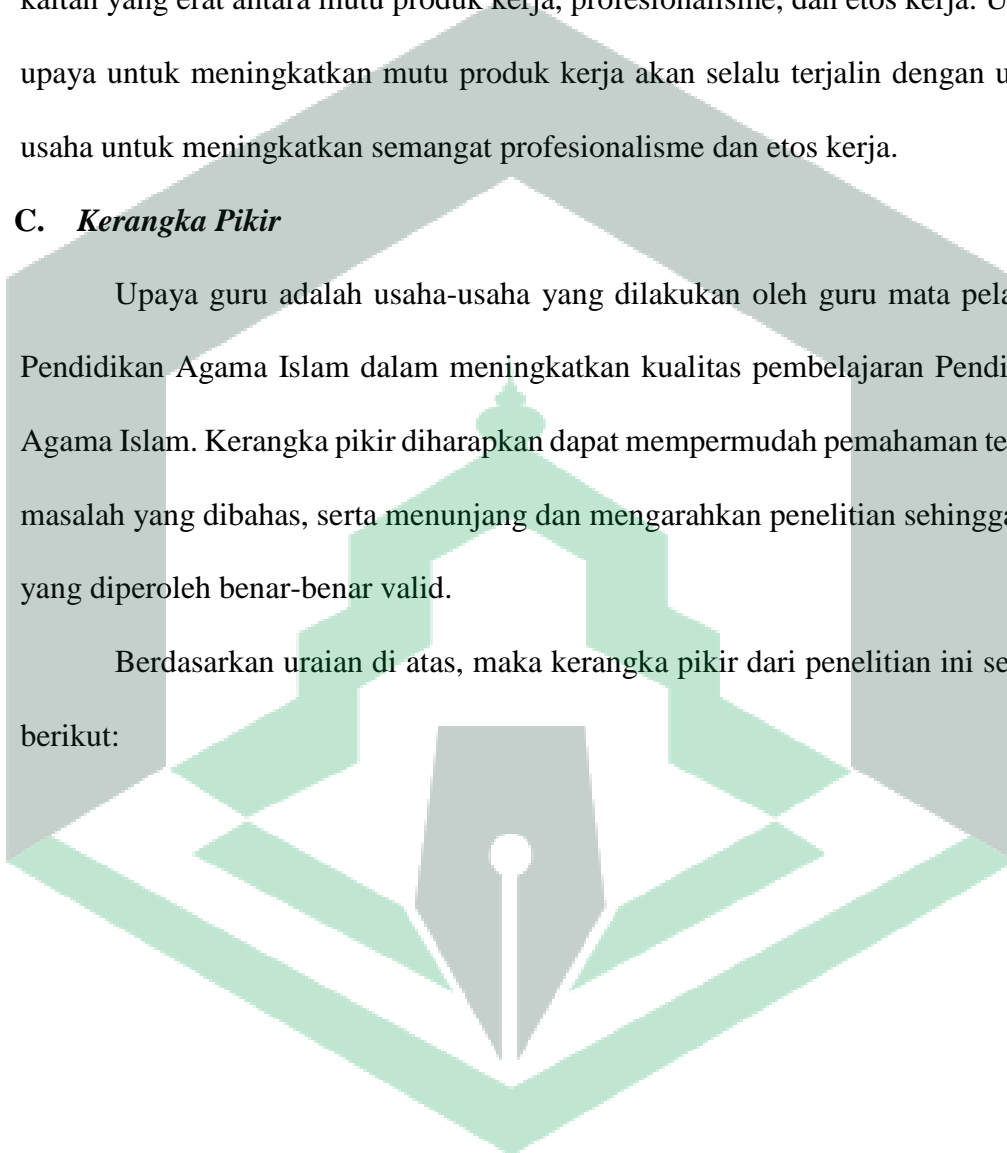 kaitan yang erat antara mutu produk kerja, profesionalisme, dan etos kerja.
upaya untuk meningkatkan mutu produk kerja akan selalu terjalin dengan
usaha untuk meningkatkan semangat profesionalisme dan etos kerja.
C. Kerangka Pikir
Upaya guru adalah usaha-usaha yang dilakukan oleh guru mata
Pendidikan Agama Islam dalam meningkatkan kualitas pembelajaran
Agama Islam. Kerangka pikir diharapkan dapat mempermudah pemahaman
masalah yang dibahas, serta menunjang dan mengarahkan penelitian sehingga
yang diperoleh benar-benar valid.
Berdasarkan uraian di atas, maka kerangka pikir dari penelitian ini
berikut: